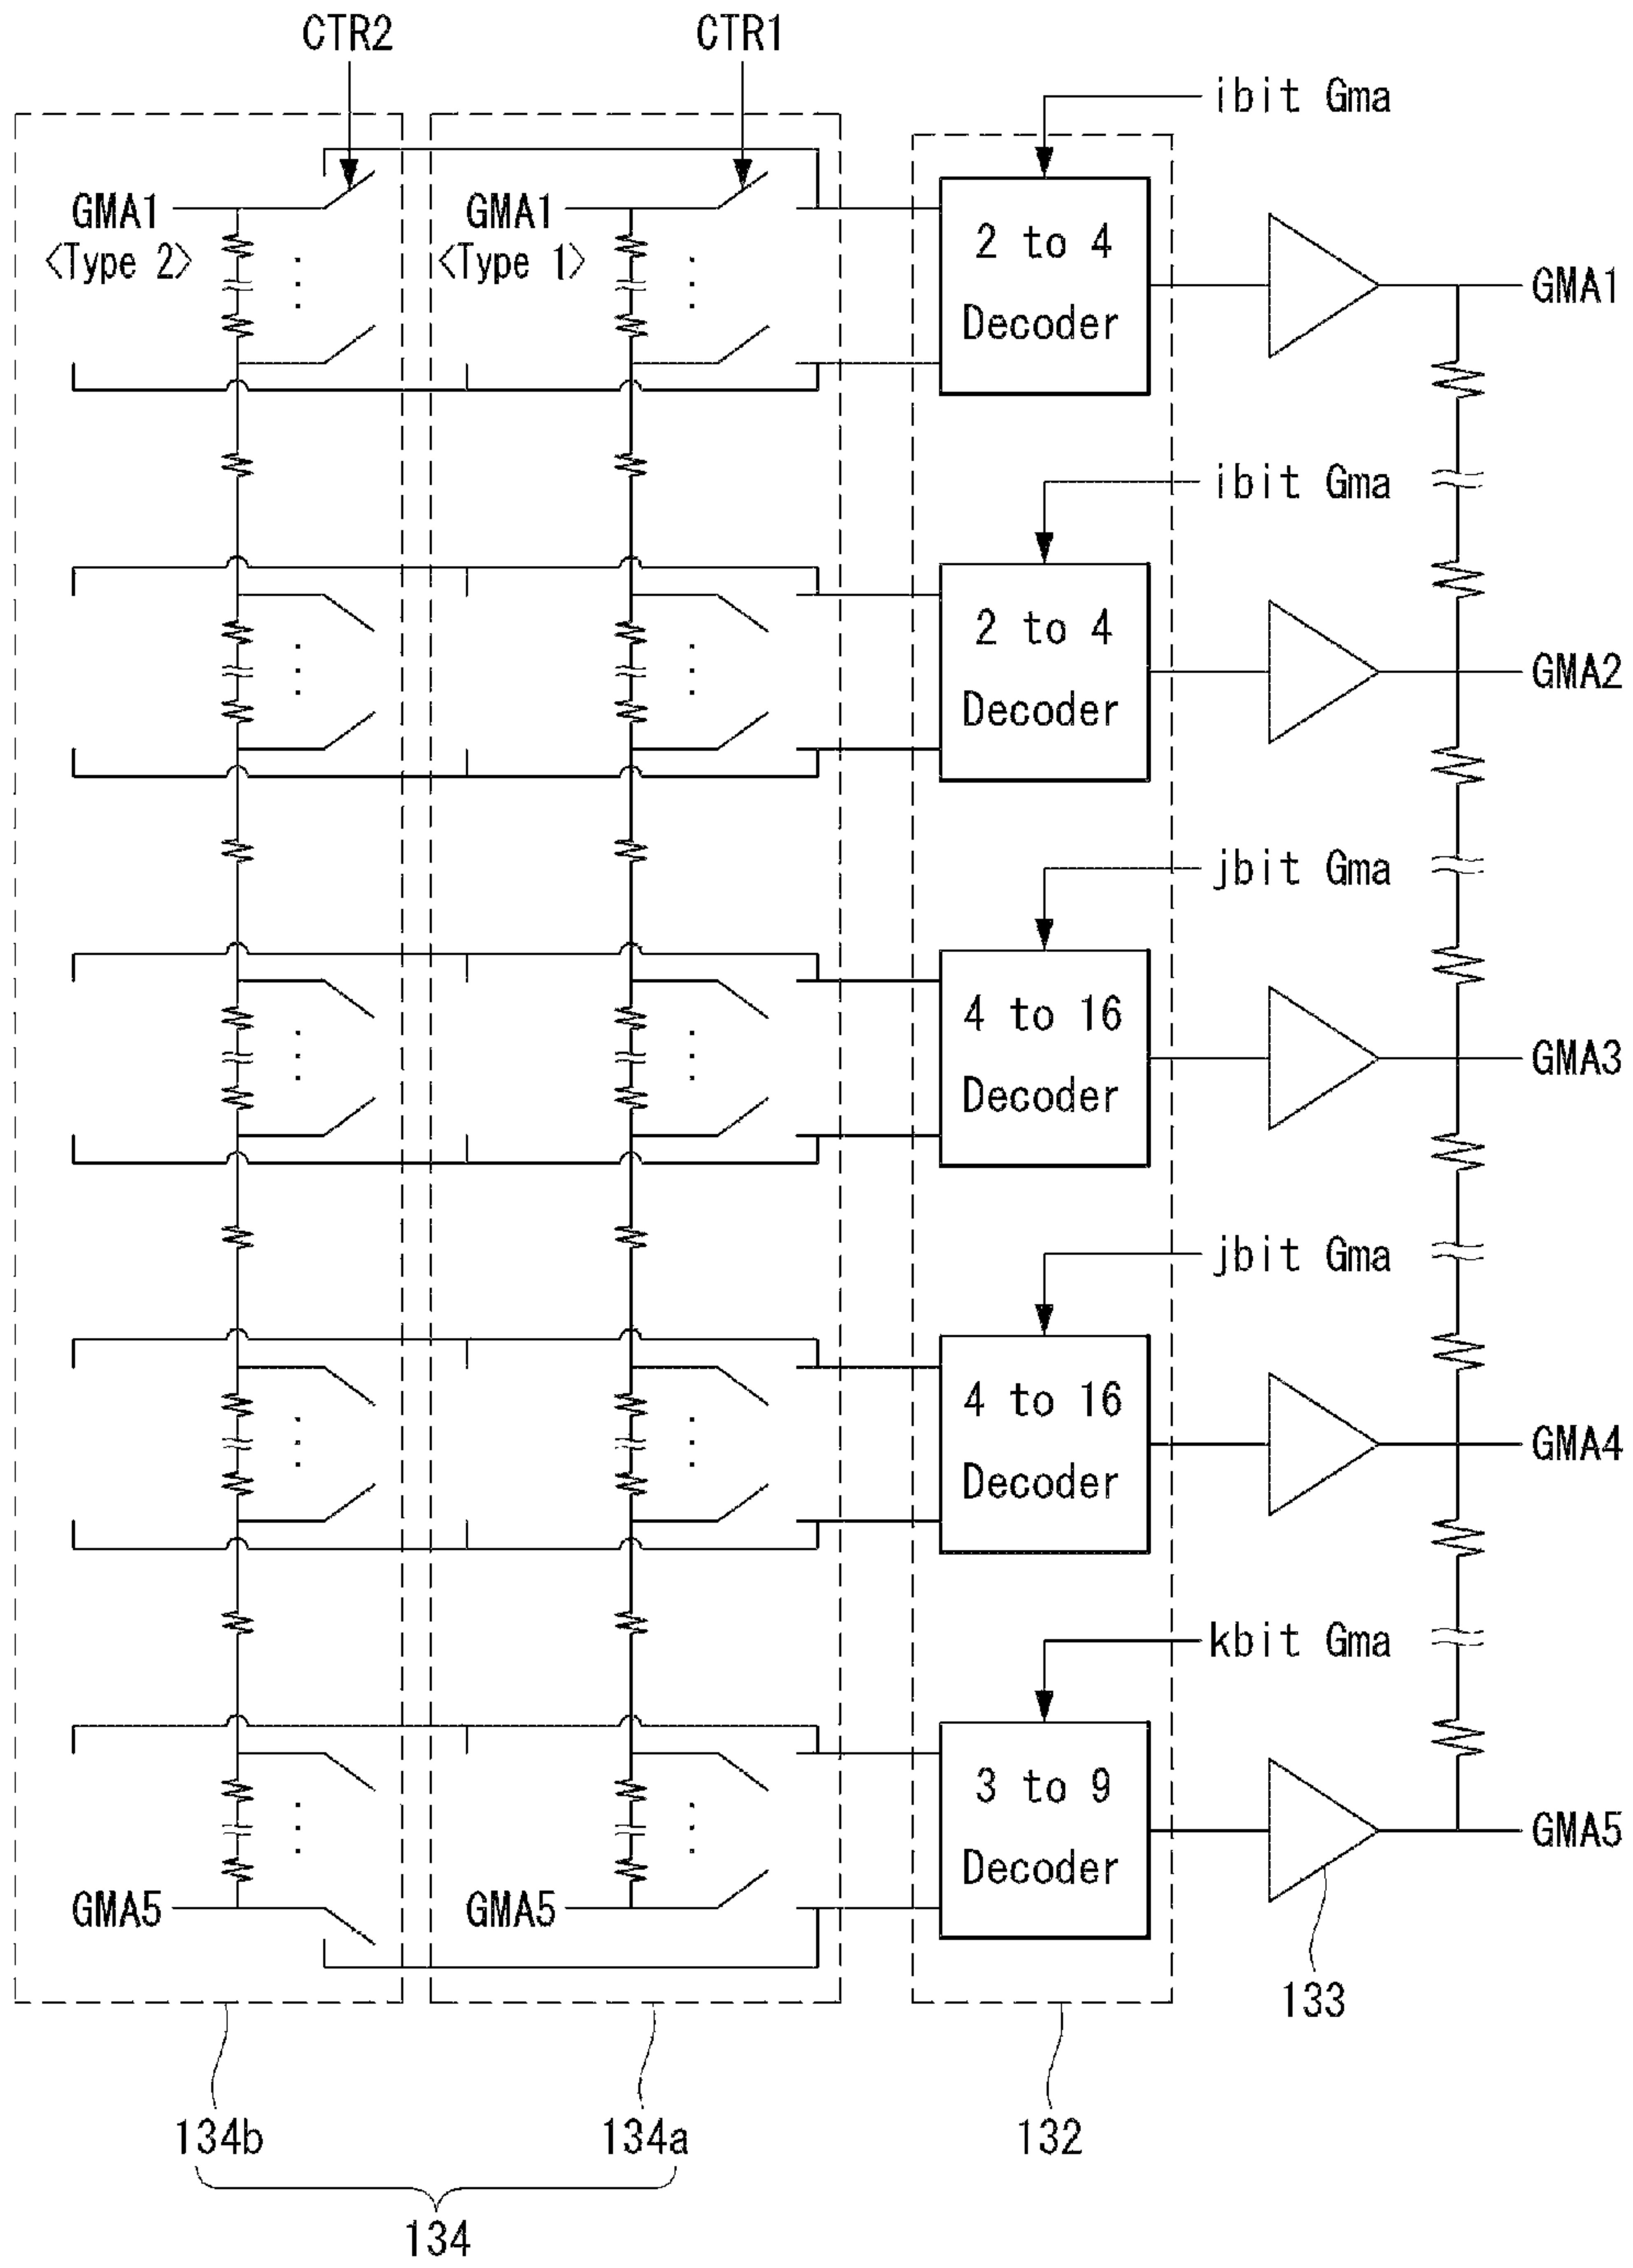 CTR2
CTR1
ibit Gma
GMA1
<Type 2>
GMA1
<Type 1>
2 to 4
Decoder
GMA1
ibit Gma
2 to 4
Decoder
GMA2
jbit Gma
4 to 16
Decoder
GMA3
jbit Gma
4 to 16
Decoder
GMA4
kbit Gma
3 to 9
Decoder
GMA5
GMA5
GMA5
133
134b
134a
132
134